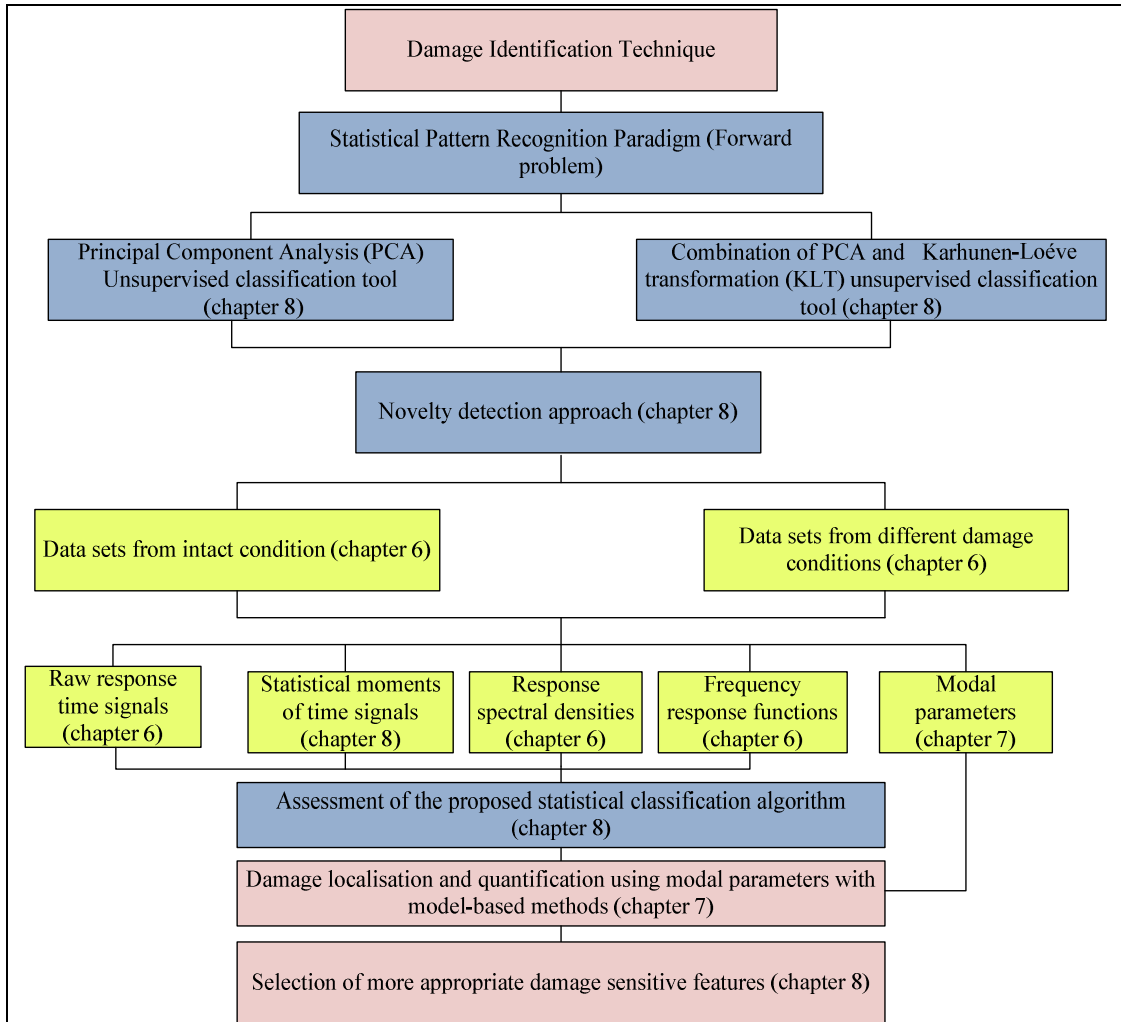 Damage Identification Technique
Statistical Pattern Recognition Paradigm (Forward
problem)
Principal Component Analysis (PCA)
Unsupervised classification tool
(chapter 8)
Combination of PCA and Karhunen-Loéve
transformation (KLT) unsupervised classification
tool (chapter 8)
Novelty detection approach (chapter 8)
Data sets from intact condition (chapter 6)
Data sets from different damage
conditions (chapter 6)
Raw response
time signals
(chapter 6)
Statistical moments
of time signals
(chapter 8)
Response
spectral densities
(chapter 6)
Frequency
response functions
(chapter 6)
Modal
parameters
(chapter 7)
Assessment of the proposed statistical classification algorithm
(chapter 8)
Damage localisation and quantification using modal parameters with
model-based methods (chapter 7)
Selection of more appropriate damage sensitive features (chapter 8)